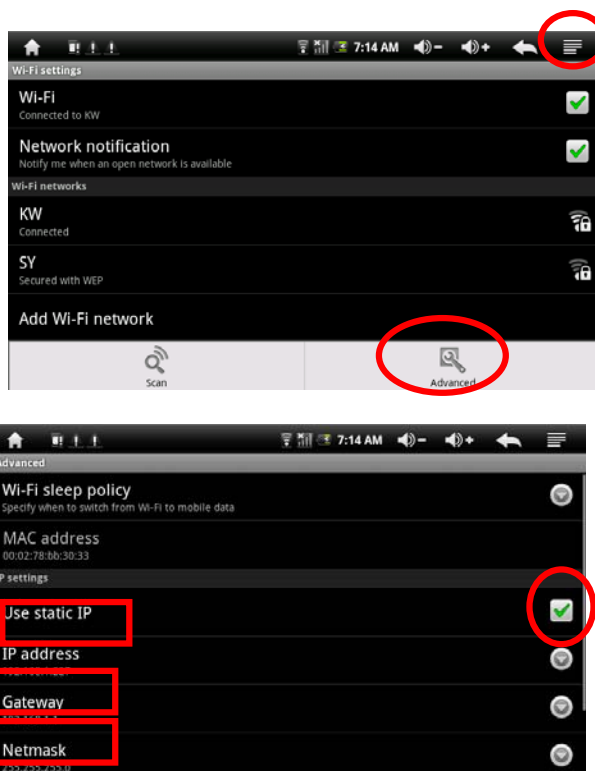 7:14 AM
Wi-Fi settings
Wi-Fi
Connected to KW
Network notification
Notify me when an open network is available
Wi-Fi networks
KW
Connected
SY
Secured with WEP
Add Wi-Fi network
Scan
Advanced
7:14 AM
Advanced
Wi-Fi sleep policy
Specify when to switch from Wi-Fi to mobile data
MAC address
00:02:78:bb:30:33
IP settings
Use static IP
IP address
Gateway
Netmask
255.255.255.0